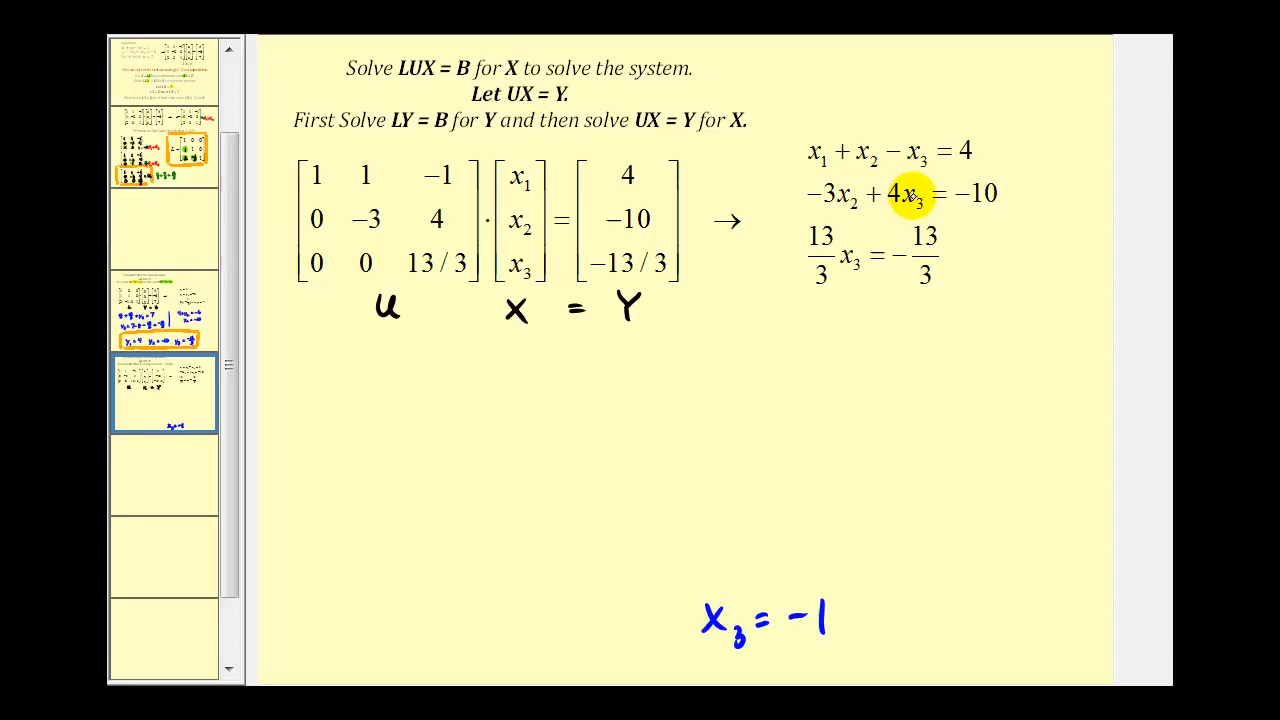 Solve LUX = B for X to solve the system.
Let UX = Y.
First Solve LY = B for Y and then solve UX = Y for X.
[1 1 −1; 0 −3 4; 0 0 13 / 3] · [x₁; x₂; x₃] = [4; −10; −13 / 3] →
U X = Y
x₁ + x₂ − x₃ = 4
−3x₂ + 4x₃ = −10
13/3 x₃ = − 13/3
x₃ = −1